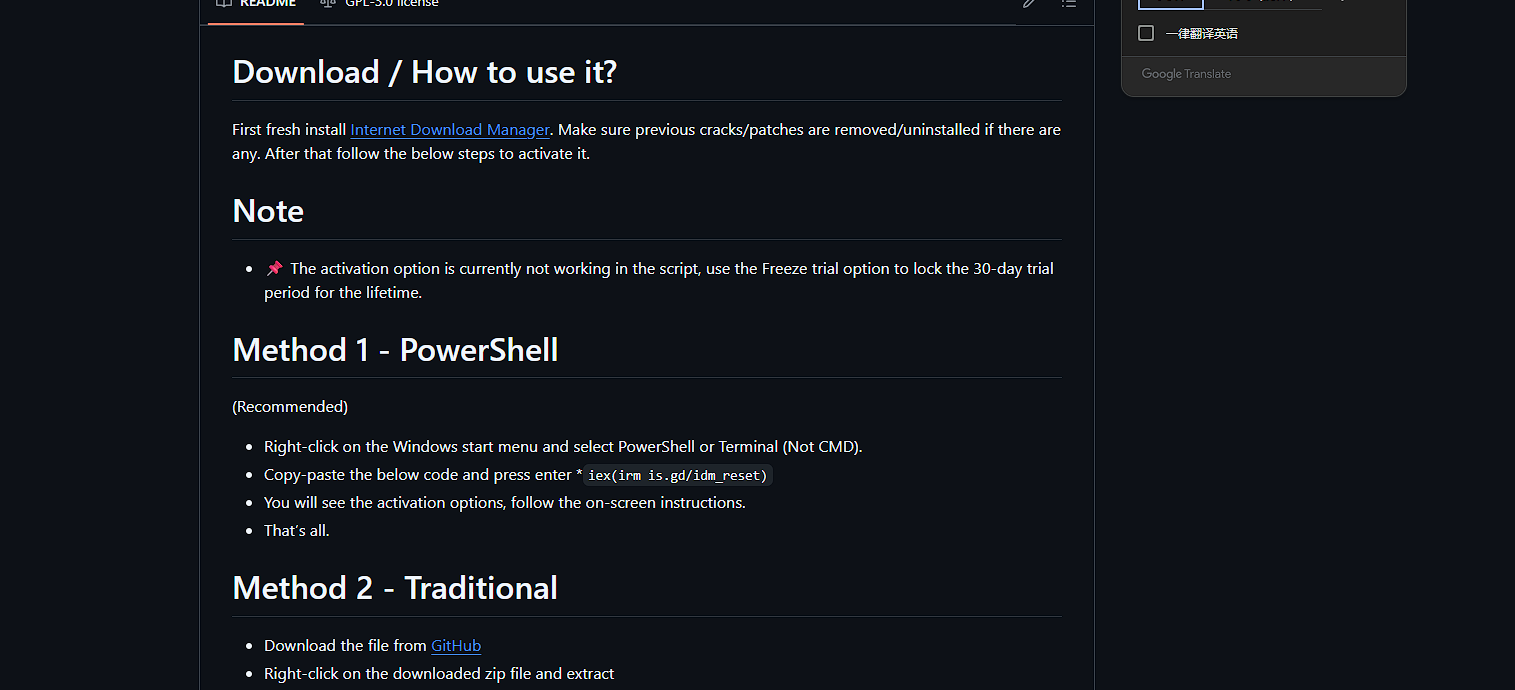 README
GPL-3.0 license
一律翻译英语
Google Translate
Download / How to use it?
First fresh install Internet Download Manager. Make sure previous cracks/patches are removed/uninstalled if there are
any. After that follow the below steps to activate it.
Note
📌 The activation option is currently not working in the script, use the Freeze trial option to lock the 30-day trial
period for the lifetime.
Method 1 - PowerShell
(Recommended)
Right-click on the Windows start menu and select PowerShell or Terminal (Not CMD).
Copy-paste the below code and press enter * iex(irm is.gd/idm_reset)
You will see the activation options, follow the on-screen instructions.
That's all.
Method 2 - Traditional
Download the file from GitHub
Right-click on the downloaded zip file and extract